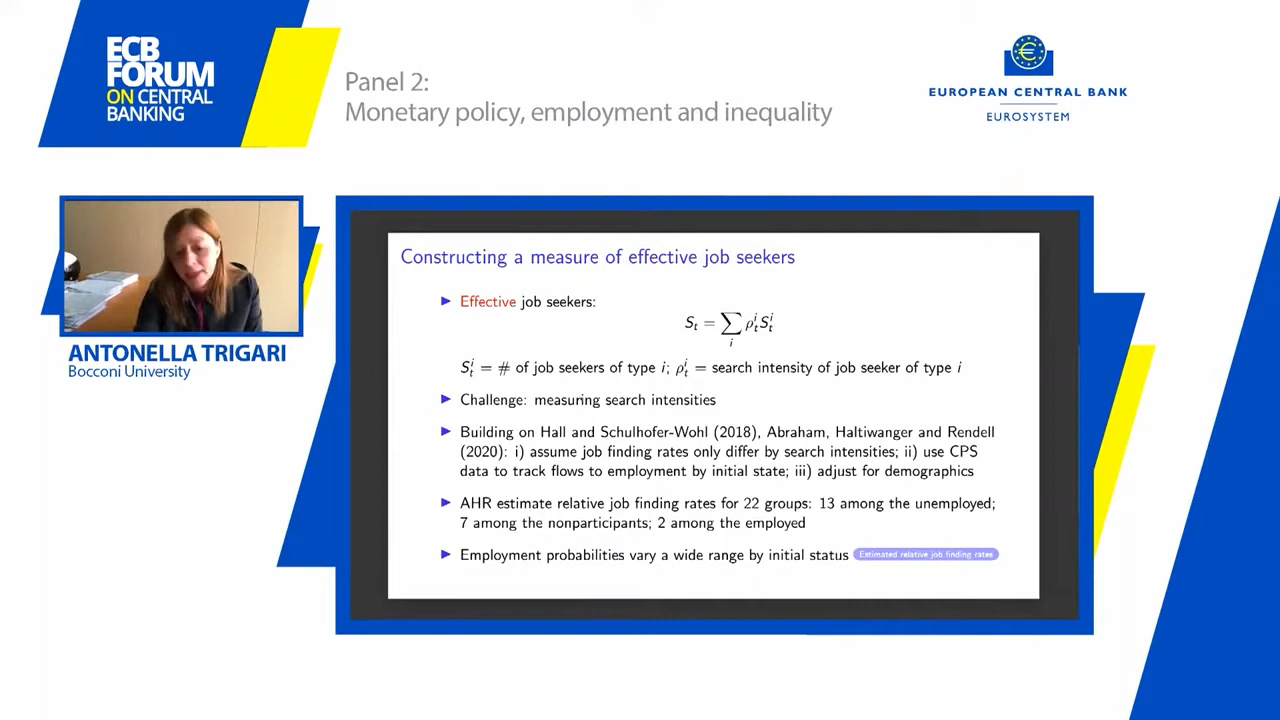 ECB
FORUM
ON CENTRAL
BANKING
Panel 2:
Monetary policy, employment and inequality
EUROPEAN CENTRAL BANK
EUROSYSTEM
ANTONELLA TRIGARI
Bocconi University
Constructing a measure of effective job seekers
▶ Effective job seekers:
S_t = ∑_i ρ_t^i S_t^i
S_t^i = # of job seekers of type i; ρ_t^i = search intensity of job seeker of type i
▶ Challenge: measuring search intensities
▶ Building on Hall and Schulhofer-Wohl (2018), Abraham, Haltiwanger and Rendell
(2020): i) assume job finding rates only differ by search intensities; ii) use CPS
data to track flows to employment by initial state; iii) adjust for demographics
▶ AHR estimate relative job finding rates for 22 groups: 13 among the unemployed;
7 among the nonparticipants; 2 among the employed
▶ Employment probabilities vary a wide range by initial status Estimated relative job finding rates